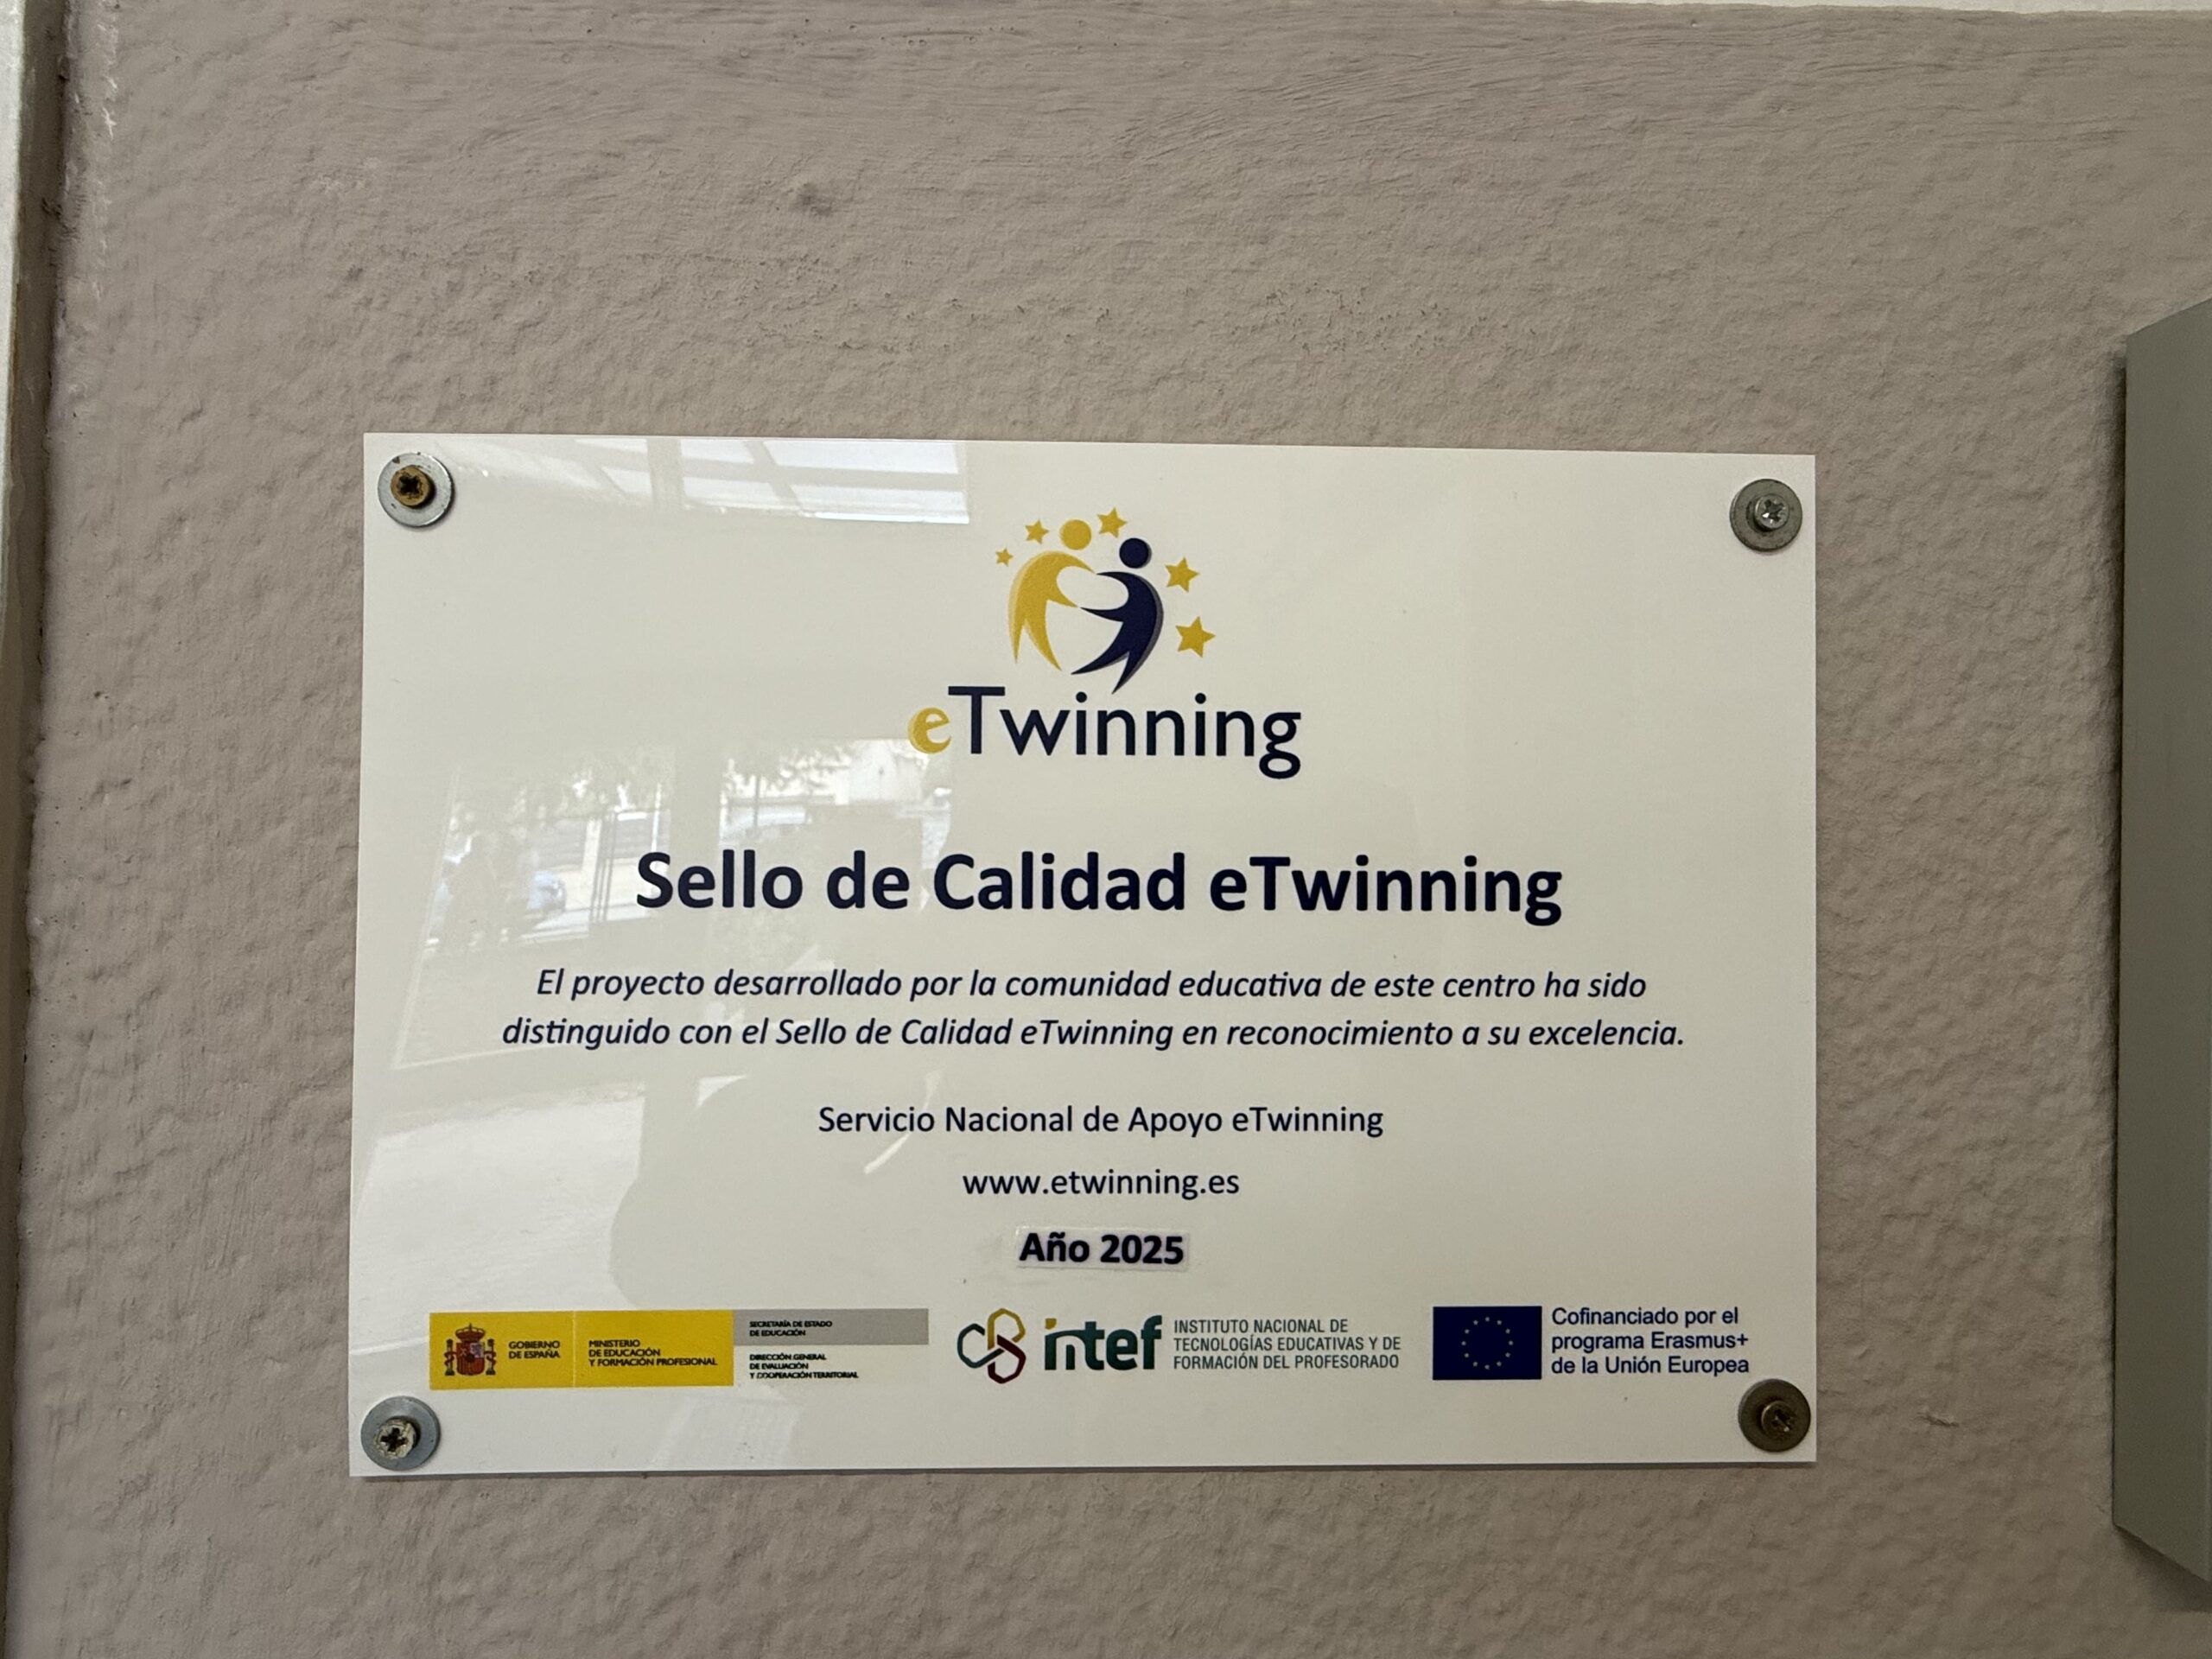 eTwinning
Sello de Calidad eTwinning
El proyecto desarrollado por la comunidad educativa de este centro ha sido
distinguido con el Sello de Calidad eTwinning en reconocimiento a su excelencia.
Servicio Nacional de Apoyo eTwinning
www.etwinning.es
Año 2025
GOBIERNO
DE ESPAÑA
MINISTERIO
DE EDUCACIÓN
Y FORMACIÓN PROFESIONAL
SECRETARÍA DE ESTADO
DE EDUCACIÓN
DIRECCIÓN GENERAL
DE EVALUACIÓN
Y COOPERACIÓN TERRITORIAL
intef
INSTITUTO NACIONAL DE
TECNOLOGÍAS EDUCATIVAS Y DE
FORMACIÓN DEL PROFESORADO
Cofinanciado por el
programa Erasmus+
de la Unión Europea